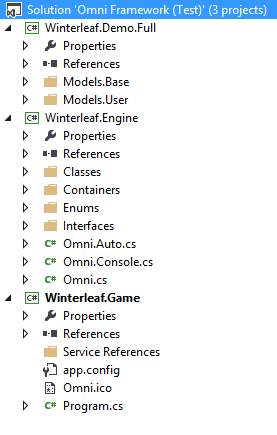 Solution 'Omni Framework (Test)' (3 projects)
C# Winterleaf.Demo.Full
Properties
References
Models.Base
Models.User
C# Winterleaf.Engine
Properties
References
Classes
Containers
Enums
Interfaces
C# Omni.Auto.cs
C# Omni.Console.cs
C# Omni.cs
C# Winterleaf.Game
Properties
References
Service References
app.config
Omni.ico
C# Program.cs